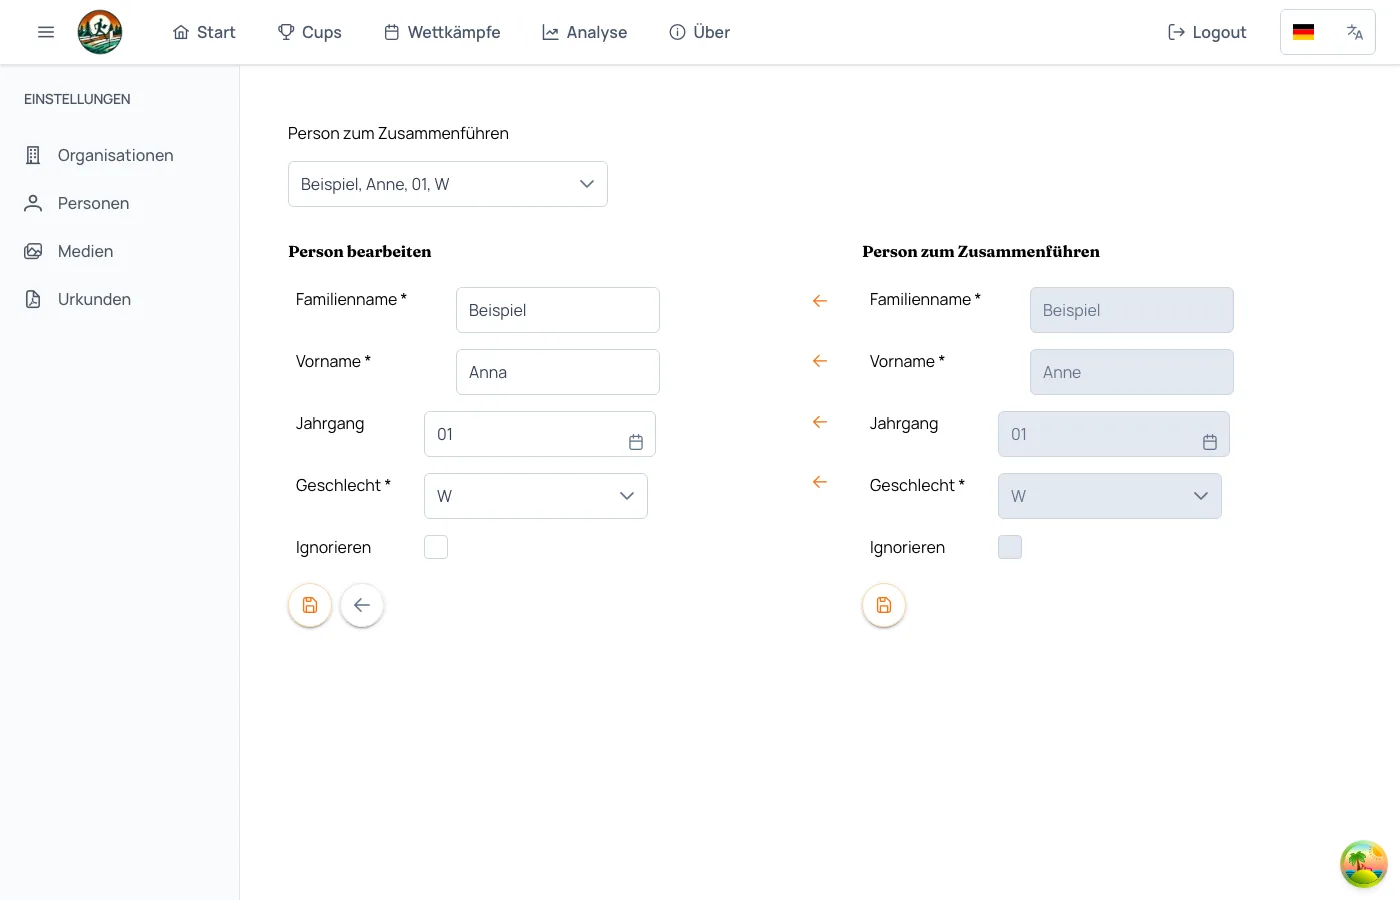 Start
Cups
Wettkämpfe
Analyse
Über
Logout
EINSTELLUNGEN
Organisationen
Personen
Medien
Urkunden
Person zum Zusammenführen
Beispiel, Anne, 01, W
Person bearbeiten
Familienname *
Beispiel
Vorname *
Anna
Jahrgang
01
Geschlecht *
W
Ignorieren
Person zum Zusammenführen
Familienname *
Beispiel
Vorname *
Anne
Jahrgang
01
Geschlecht *
W
Ignorieren